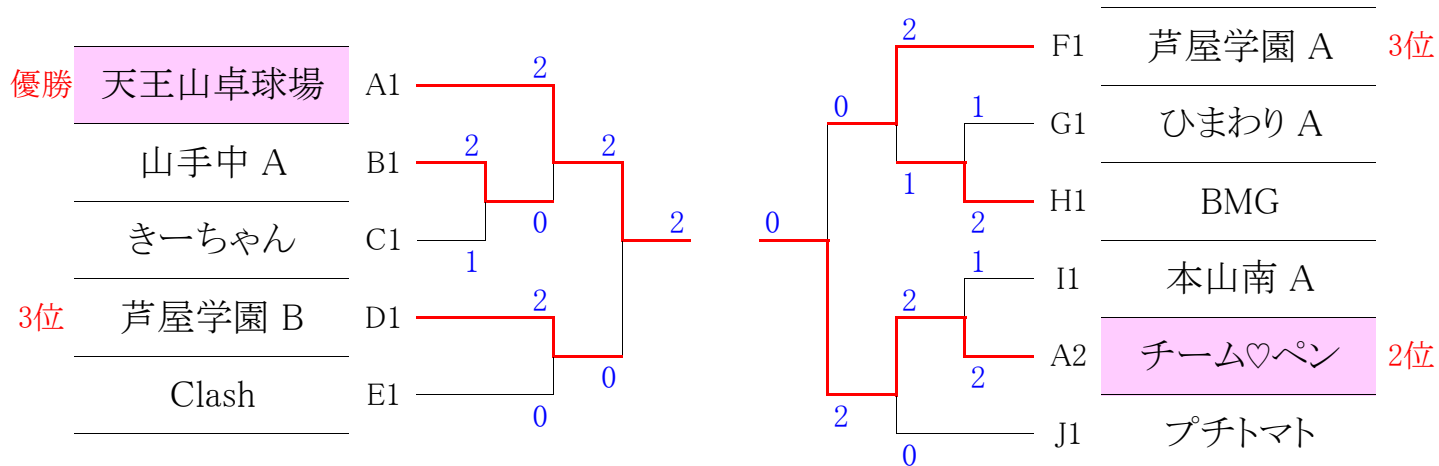 優勝 天王山卓球場 A1 2
山手中 A B1 2 2
きーちゃん C1 1 0 2
3位 芦屋学園 B D1 2
Clash E1 0 0
2 F1 芦屋学園 A 3位
0 1 G1 ひまわり A
1 2 H1 BMG
0 1 I1 本山南 A
2 2 A2 チーム♡ペン 2位
2 0 J1 プチトマト